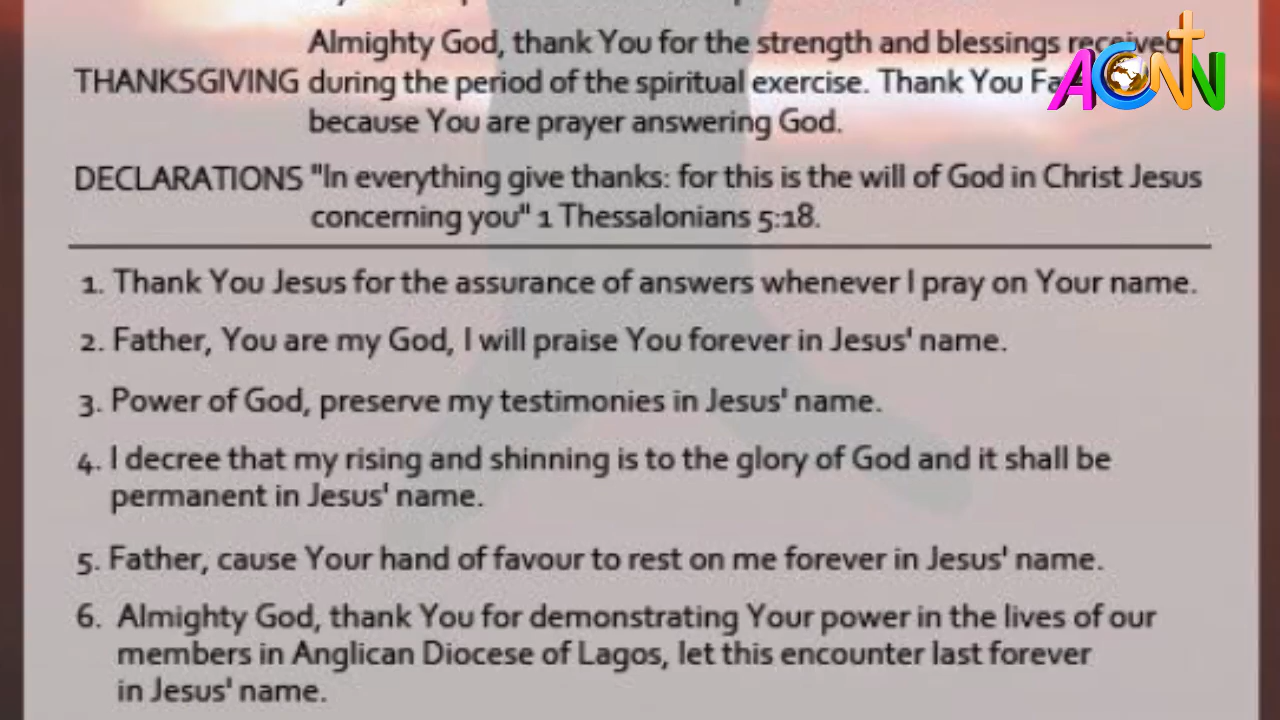 Almighty God, thank You for the strength and blessings received
THANKSGIVING during the period of the spiritual exercise. Thank You
because You are prayer answering God.
DECLARATIONS "In everything give thanks: for this is the will of God in Christ Jesus
concerning you" 1 Thessalonians 5:18.
1. Thank You Jesus for the assurance of answers whenever I pray on Your name.
2. Father, You are my God, I will praise You forever in Jesus' name.
3. Power of God, preserve my testimonies in Jesus' name.
4. I decree that my rising and shinning is to the glory of God and it shall be
permanent in Jesus' name.
5. Father, cause Your hand of favour to rest on me forever in Jesus' name.
6. Almighty God, thank You for demonstrating Your power in the lives of our
members in Anglican Diocese of Lagos, let this encounter last forever
in Jesus' name.
ACNN